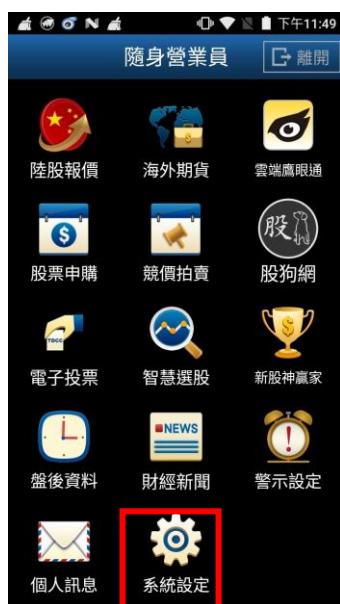 下午11:49
隨身營業員
離開
陸股報價
海外期貨
雲端鷹眼通
$
股
股票申購
競價拍賣
股狗網
TDCC
$
電子投票
智慧選股
新股神贏家
NEWS
盤後資料
財經新聞
警示設定
個人訊息
系統設定